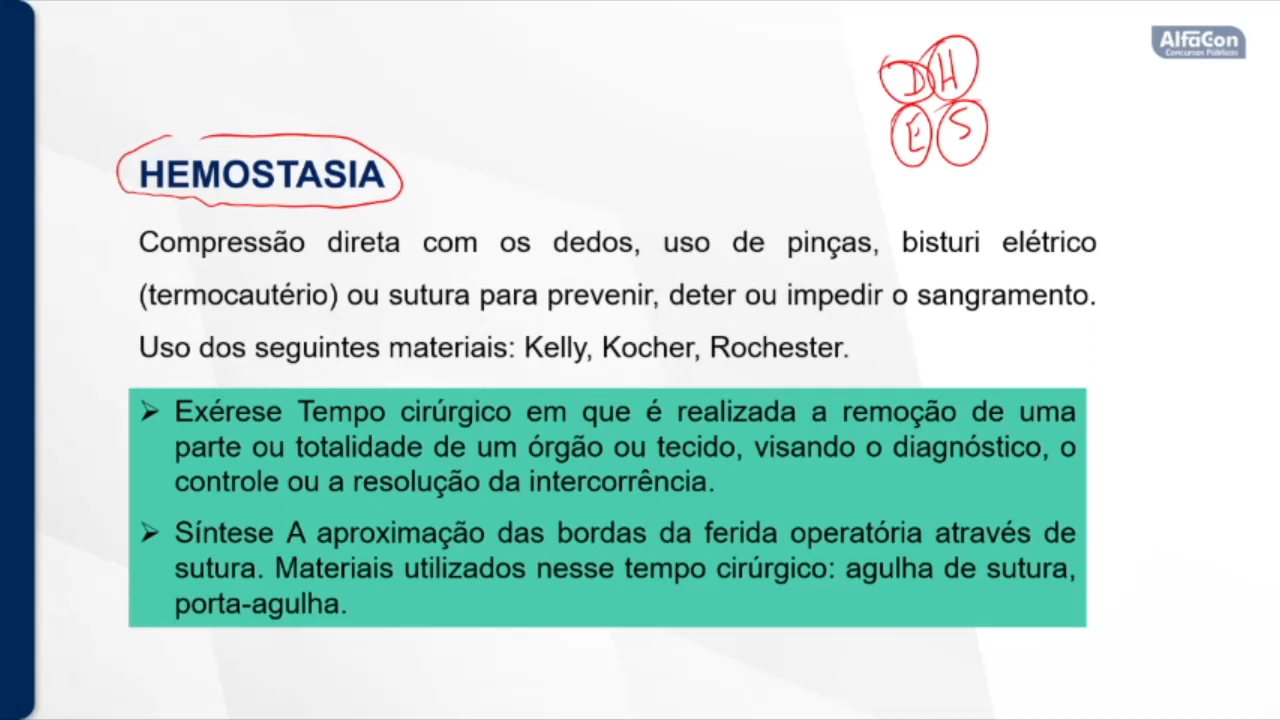 AlfaCon
Concursos Públicos
D H
E S
HEMOSTASIA
Compressão direta com os dedos, uso de pinças, bisturi elétrico
(termocautério) ou sutura para prevenir, deter ou impedir o sangramento.
Uso dos seguintes materiais: Kelly, Kocher, Rochester.
➢ Exérese Tempo cirúrgico em que é realizada a remoção de uma
parte ou totalidade de um órgão ou tecido, visando o diagnóstico, o
controle ou a resolução da intercorrência.
➢ Síntese A aproximação das bordas da ferida operatória através de
sutura. Materiais utilizados nesse tempo cirúrgico: agulha de sutura,
porta-agulha.